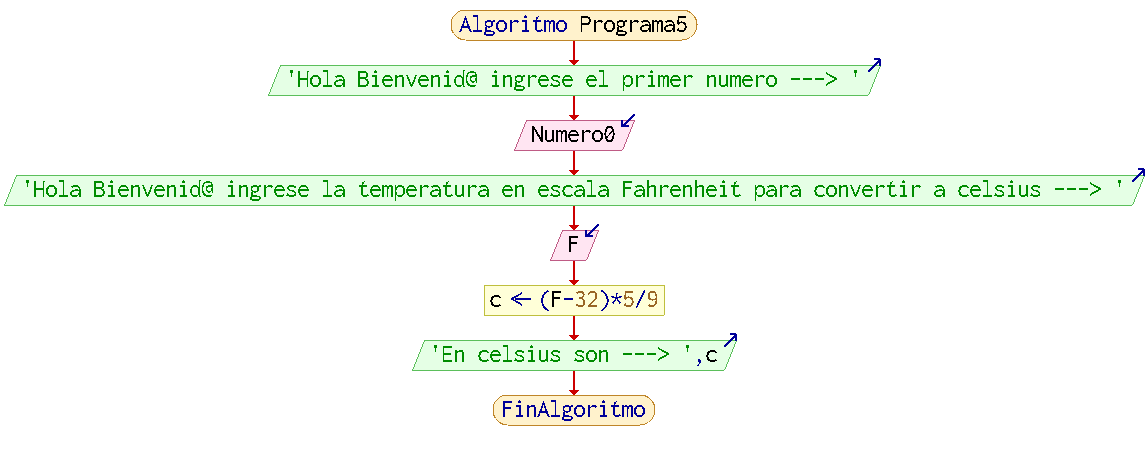 Algoritmo Programa5
'Hola Bienvenid@ ingrese el primer numero ---> '
Numero0
'Hola Bienvenid@ ingrese la temperatura en escala Fahrenheit para convertir a celsius ---> '
F
c ← (F-32)*5/9
'En celsius son ---> ',c
FinAlgoritmo